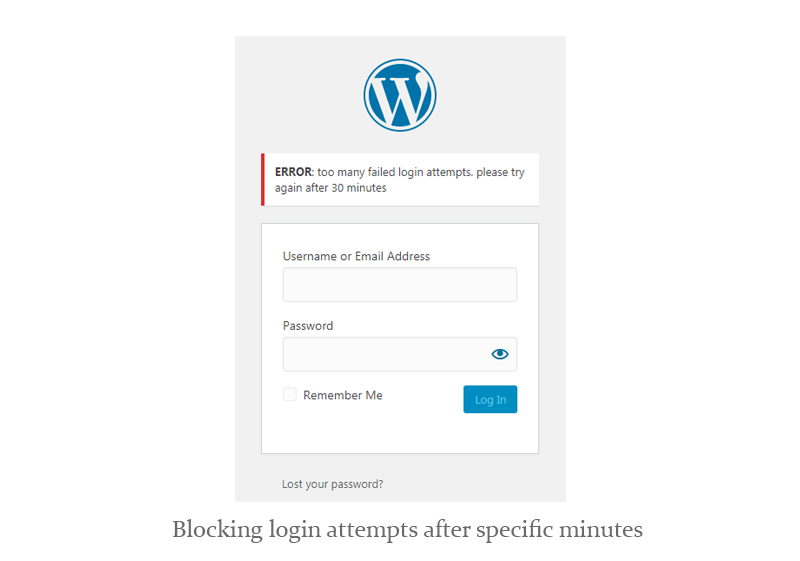 ERROR: too many failed login attempts. please try
again after 30 minutes
Username or Email Address
Password
Remember Me
Log In
Lost your password?
Blocking login attempts after specific minutes